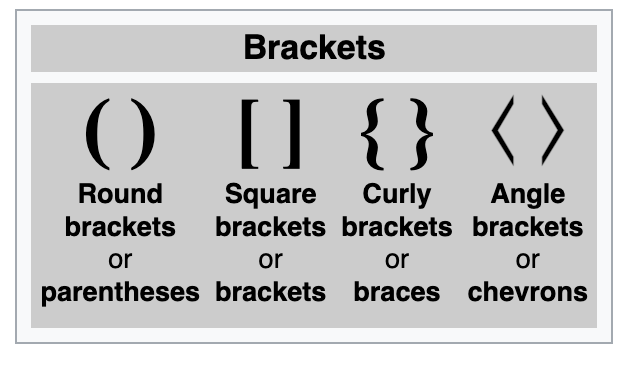 Brackets
( ) [ ] { } ⟨ ⟩
Round Square Curly Angle
brackets brackets brackets brackets
or or or or
parentheses brackets braces chevrons